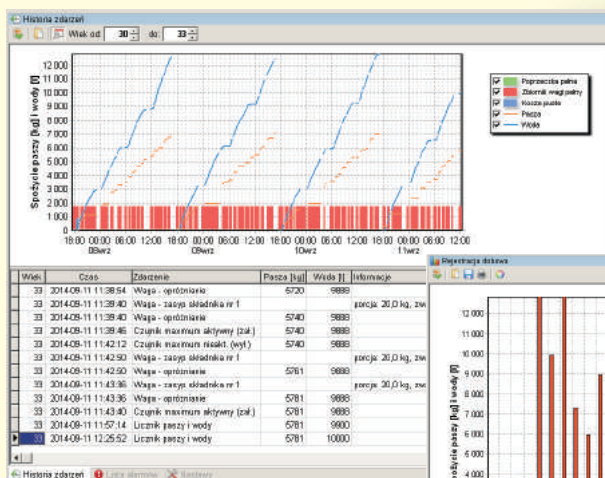 Historia zdarzeń
Wiek od: 30 do: 33
Spożycie paszy [kg] i wody [l]
12 000
11 000
10 000
9 000
8 000
7 000
6 000
5 000
4 000
3 000
2 000
1 000
0
18:00 00:00 06:00 12:00 18:00 00:00 06:00 12:00 18:00 00:00 06:00 12:00 18:00 00:00 06:00 12:00
08wrz 09wrz 10wrz 11wrz
Poprzeczka pełna
Zbiornik wagi pełny
Kosze puste
Pasza
Woda
Wiek Czas Zdarzenie Pasza [kg] Woda [l] Informacje
33 2014-09-11 11:38:54 Waga - opróżnianie 5720 9888
33 2014-09-11 11:39:40 Waga - zasyp składnika nr 1 porcja: 20,0 kg, zw
33 2014-09-11 11:39:40 Waga - opróżnianie 5740 9888
33 2014-09-11 11:39:46 Czujnik maximum aktywny (zał.) 5740 9888
33 2014-09-11 11:42:12 Czujnik maximum nieakt. (wył.) 5740 9888
33 2014-09-11 11:42:50 Waga - zasyp składnika nr 1 porcja: 20,0 kg, zw
33 2014-09-11 11:42:50 Waga - opróżnianie 5761 9888
33 2014-09-11 11:43:36 Waga - zasyp składnika nr 1 porcja: 20,0 kg, zw
33 2014-09-11 11:43:36 Waga - opróżnianie 5781 9888
33 2014-09-11 11:43:40 Czujnik maximum aktywny (zał.) 5781 9888
33 2014-09-11 11:57:14 Licznik paszy i wody 5781 9900
33 2014-09-11 12:25:52 Licznik paszy i wody 5781 10000
Historia zdarzeń Lista alarmów Nastawy
Rejestracja dobowa
12 000
11 000
10 000
9 000
8 000
7 000
6 000
5 000
4 000
ożycie paszy [kg] i wody [l]